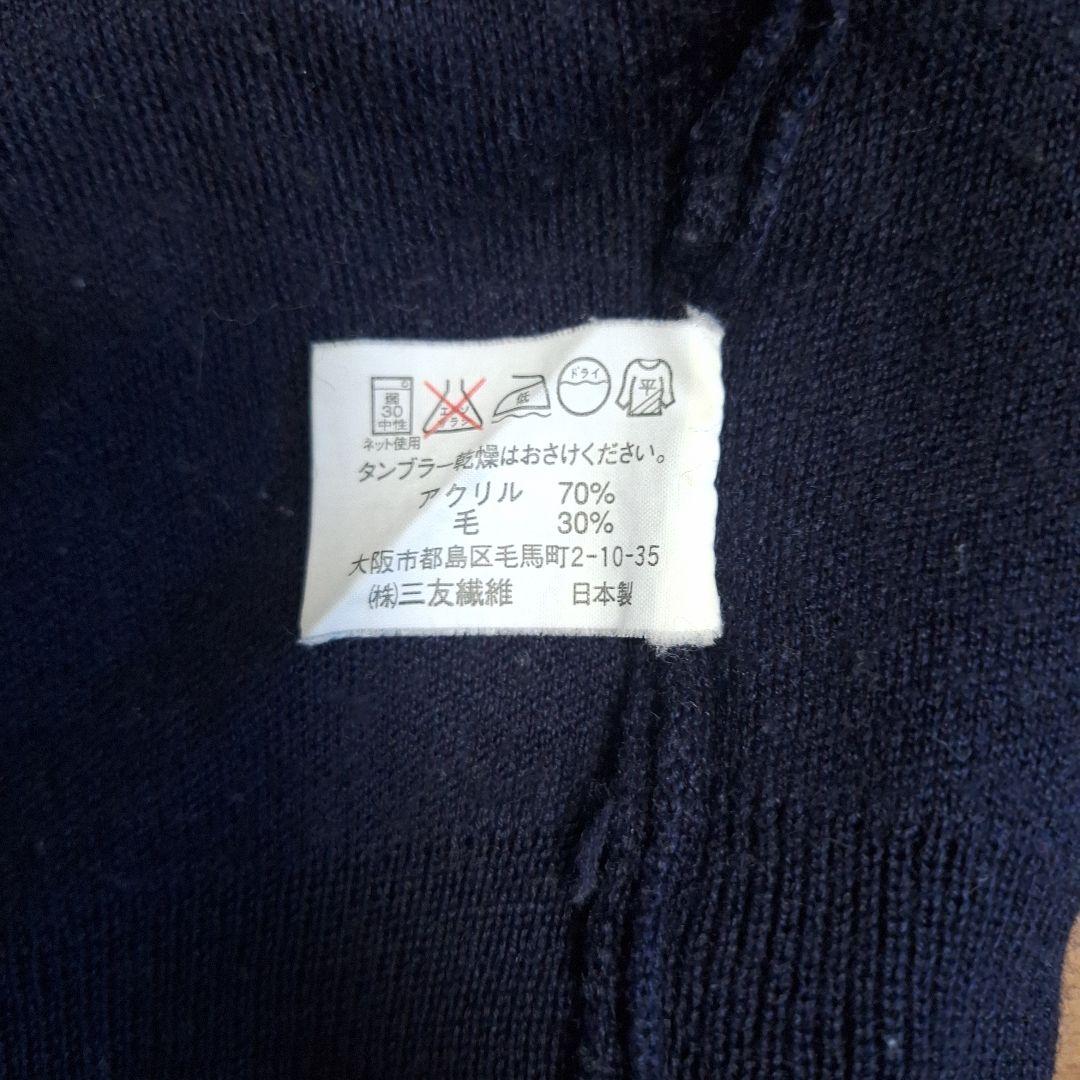 弱
30
中性
ネット使用
エンソ
サラシ
低
ドライ
平
タンブラー乾燥はおさけください。
アクリル 70%
毛 30%
大阪市都島区毛馬町2-10-35
(株)三友繊維 日本製